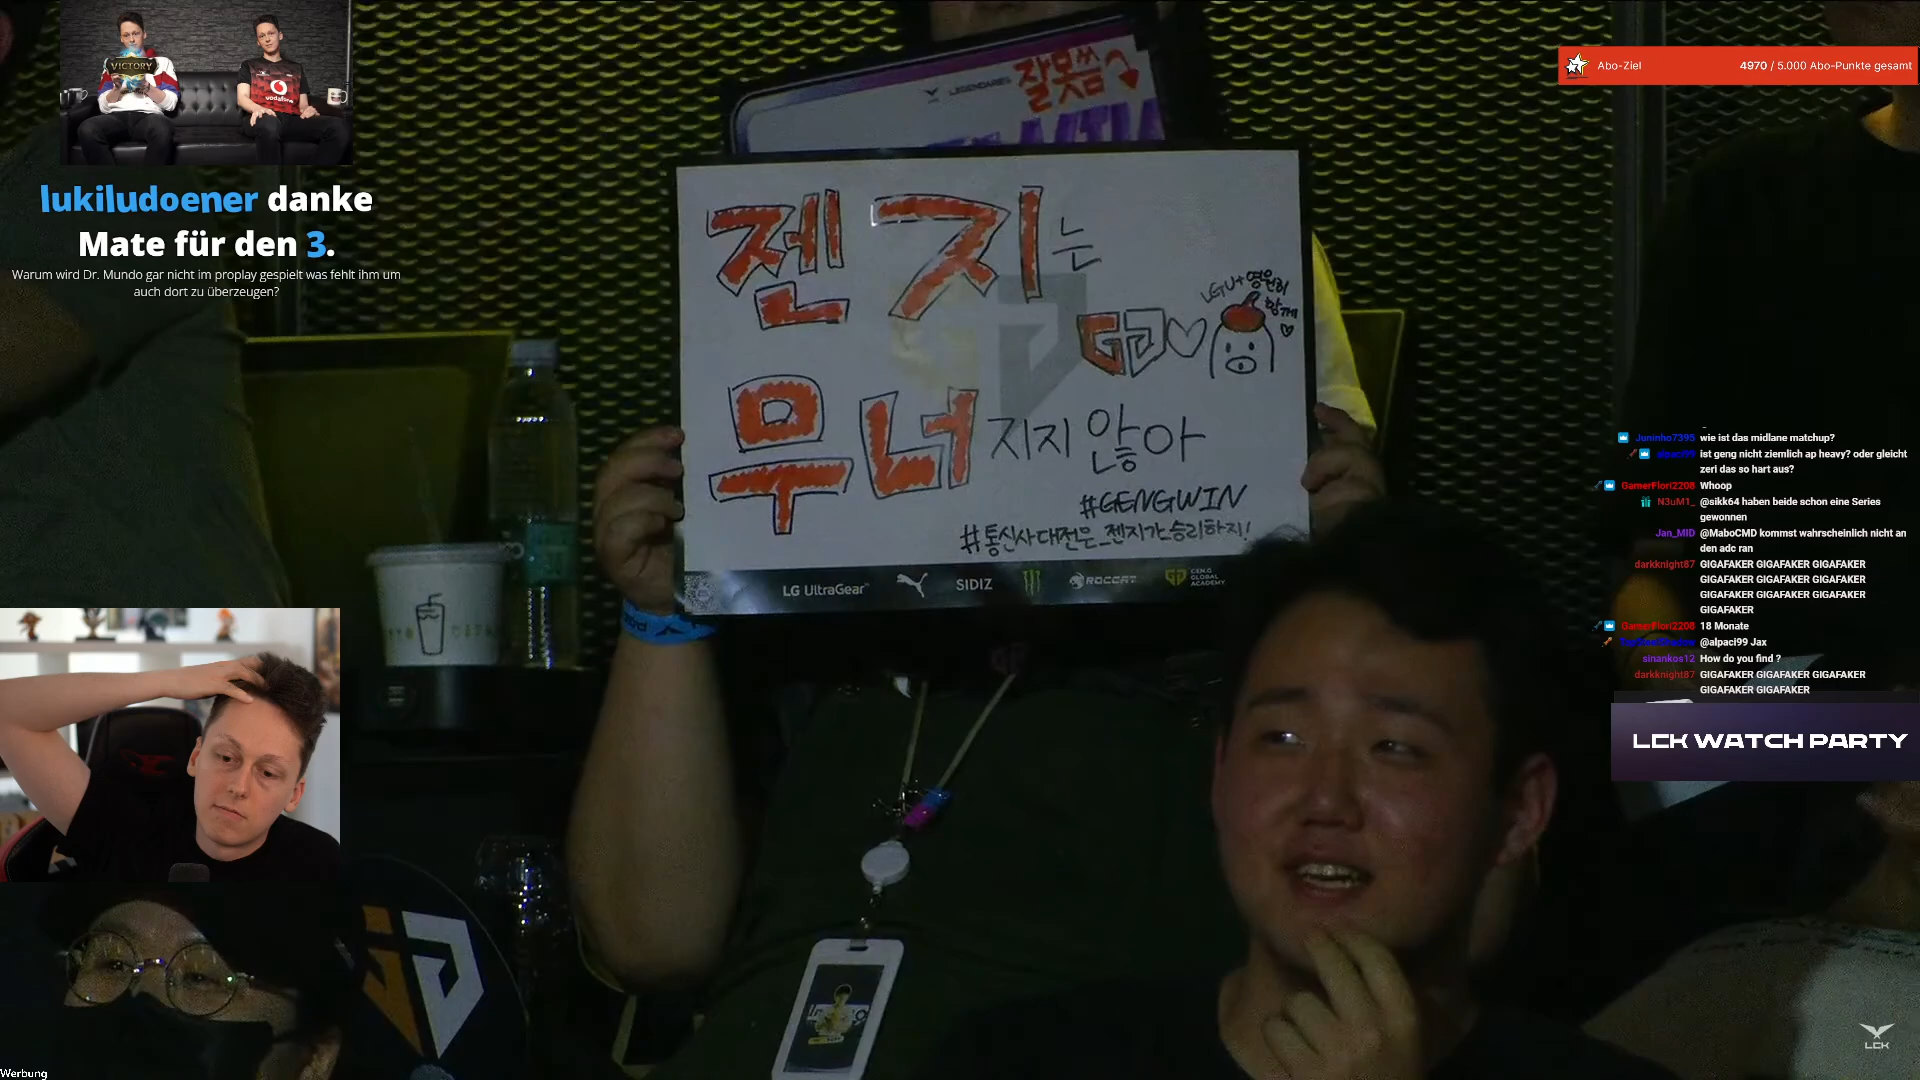 VICTORY
vodafone
lukiludoener danke
Mate für den 3.
Warum wird Dr. Mundo gar nicht im proplay gespielt was fehlt ihm um
auch dort zu überzeugen?
Abo-Ziel 4970 / 5.000 Abo-Punkte gesamt
LEGENDARIES 잘못씀
젠지는
LGU+ 영원히
함께
무너지지 않아
#GENGWIN
#통신사대전은_젠지가승리하지!
LG UltraGear SIDIZ ROCCAT GEN.G GLOBAL ACADEMY
Juninho7395 wie ist das midlane matchup?
alpaci99 ist geng nicht ziemlich ap heavy? oder gleicht
zeri das so hart aus?
GamerFlori2208 Whoop
N3uM1_ @sikk64 haben beide schon eine Series
gewonnen
Jan_MID @MaboCMD kommst wahrscheinlich nicht an
den adc ran
darkknight87 GIGAFAKER GIGAFAKER GIGAFAKER
GIGAFAKER GIGAFAKER GIGAFAKER
GIGAFAKER GIGAFAKER GIGAFAKER
GIGAFAKER
GamerFlori2208 18 Monate
@alpaci99 Jax
sinankos12 How do you find ?
darkknight87 GIGAFAKER GIGAFAKER GIGAFAKER
GIGAFAKER GIGAFAKER
LCK WATCH PARTY
LCK
Werbung